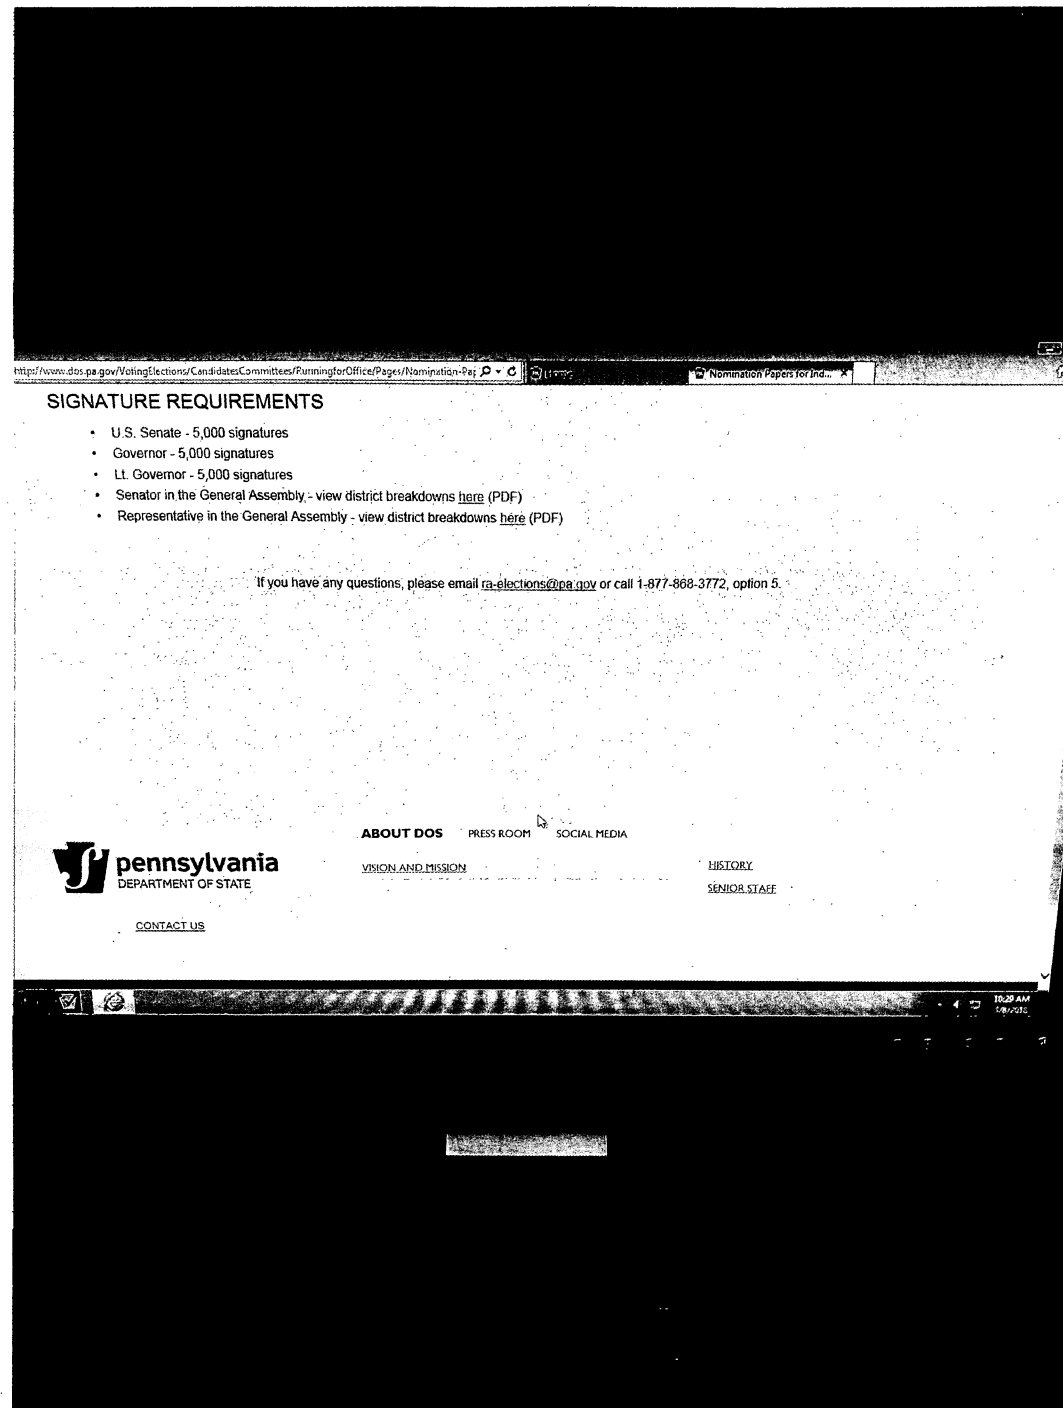 http://www.dos.pa.gov/VotingElections/CandidatesCommittees/RunningforOffice/Pages/Nomination-Pap
Nomination Papers for Ind...
SIGNATURE REQUIREMENTS
• U.S. Senate - 5,000 signatures
• Governor - 5,000 signatures
• Lt. Governor - 5,000 signatures
• Senator in the General Assembly - view district breakdowns here (PDF)
• Representative in the General Assembly - view district breakdowns here (PDF)
If you have any questions, please email ra-elections@pa.gov or call 1-877-868-3772, option 5.
ABOUT DOS PRESS ROOM SOCIAL MEDIA
pennsylvania
DEPARTMENT OF STATE
VISION AND MISSION
HISTORY
SENIOR STAFF
CONTACT US
10:29 AM